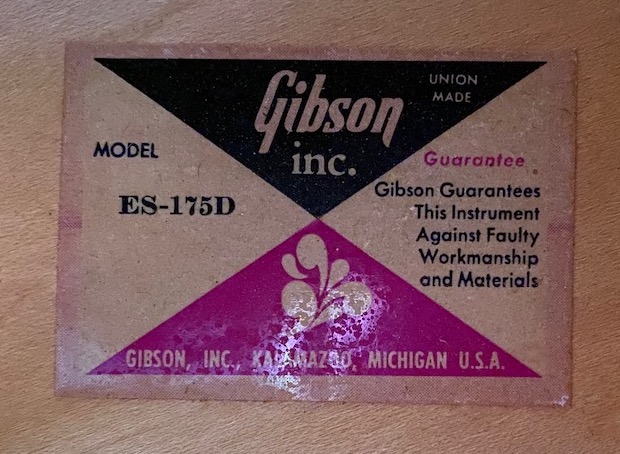 Gibson
inc.
UNION
MADE
MODEL
ES-175D
Guarantee
Gibson Guarantees
This Instrument
Against Faulty
Workmanship
and Materials
GIBSON, INC., KALAMAZOO, MICHIGAN U.S.A.